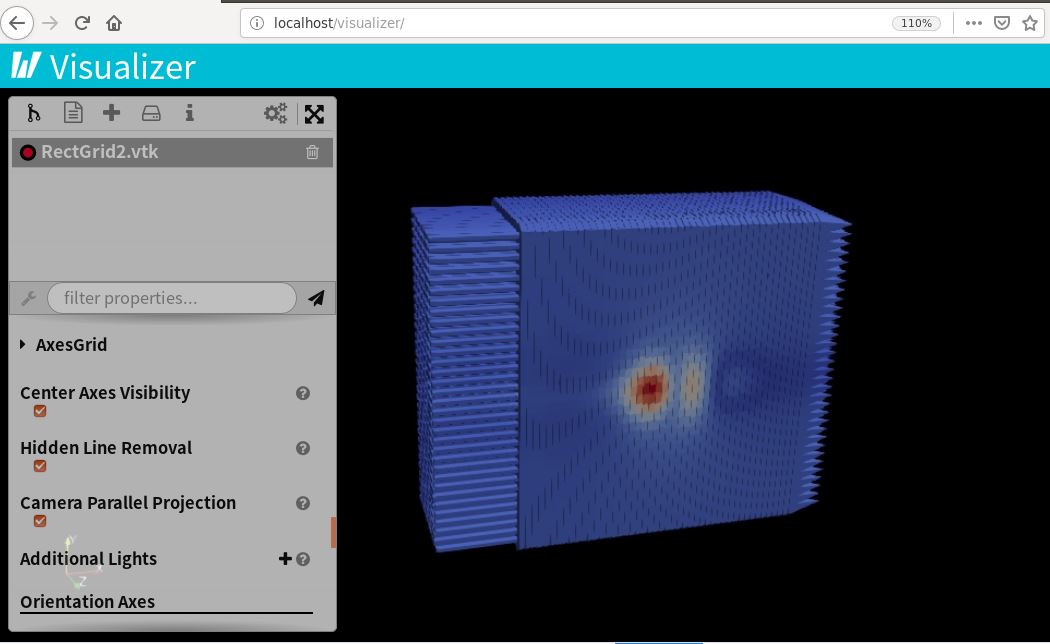 localhost/visualizer/
110%
Visualizer
RectGrid2.vtk
filter properties...
AxesGrid
Center Axes Visibility
?
Hidden Line Removal
?
Camera Parallel Projection
?
Y
Additional Lights
?
X
Z
Orientation Axes